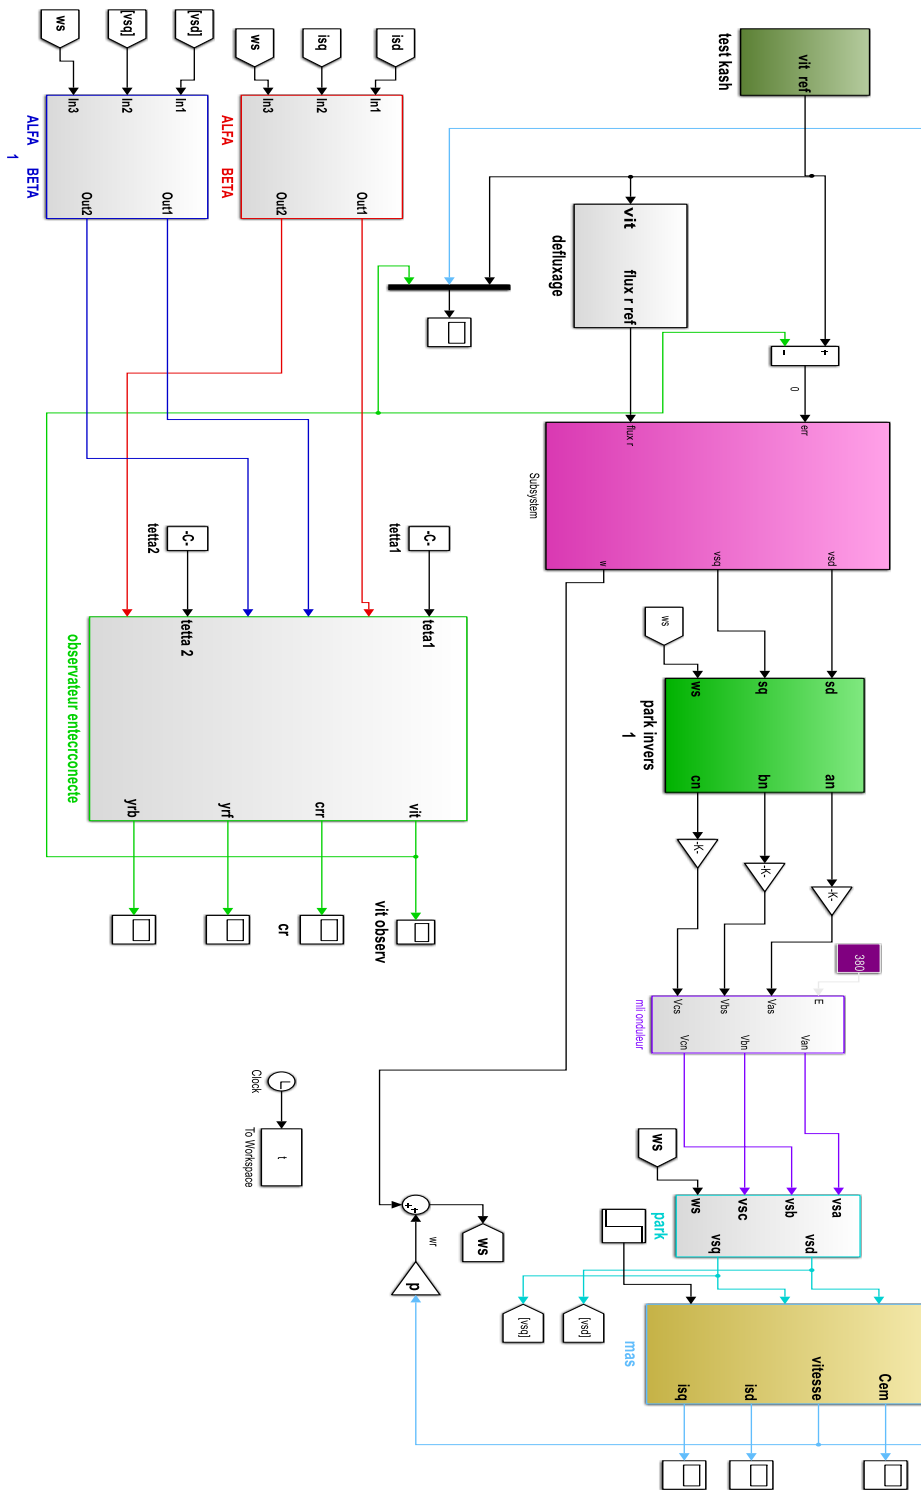 test kash
vit ref
vit
flux r ref
defluxage
+
-
0
isd
isq
ws
In1
In2
In3
Out1
Out2
ALFA BETA
[vsd]
[vsq]
ws
In1
In2
In3
Out1
Out2
ALFA BETA
1
err
flux r
vsd
vsq
w
Subsystem
-C-
tetta1
-C-
tetta2
teta1
tetta 2
vit
crr
yrf
yrb
observateur entecrconecte
vit observ
cr
ws
sd
sq
ws
an
bn
cn
park invers
1
-K-
-K-
-K-
380
E
Vas
Vbs
Vcs
Van
Vbn
Vcn
mli onduleur
ws
vsa
vsb
vsc
ws
vsd
vsq
park
[vsd]
[vsq]
Cem
vitesse
isd
isq
mas
++
ws
wr
p
Clock
t
To Workspace